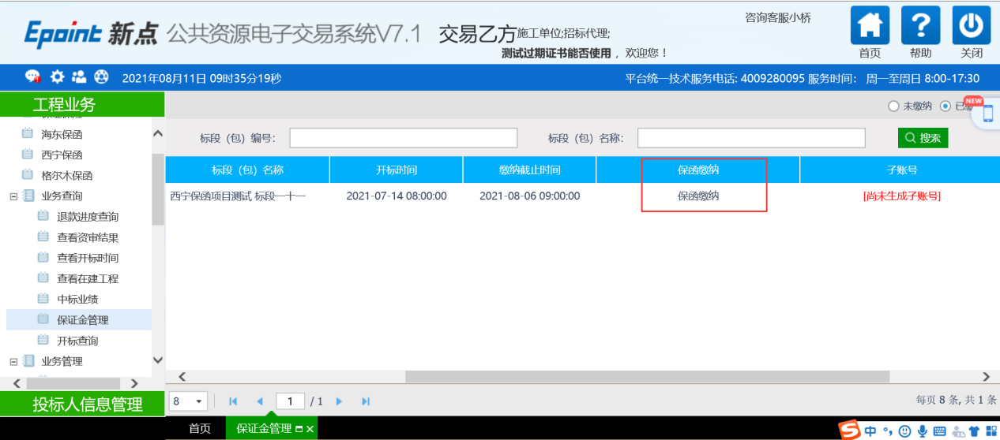 Epoint 新点 公共资源电子交易系统V7.1 交易乙方施工单位;招标代理;
测试过期证书能否使用 ，欢迎您！
咨询客服小桥
首页 帮助 关闭
2021年08月11日 09时35分19秒 平台统一技术服务电话: 4009280095 服务时间： 周一至周日 8:00-17:30
工程业务
海东保函
西宁保函
格尔木保函
业务查询
退款进度查询
查看资审结果
查看开标时间
查看在建工程
中标业绩
保证金管理
开标查询
业务管理
投标人信息管理
未缴纳 已
NEW
标段（包）编号： 标段（包）名称： 搜索
标段（包）名称 开标时间 缴纳截止时间 保函缴纳 子账号
西宁保函项目测试 标段一十一 2021-07-14 08:00:00 2021-08-06 09:00:00 保函缴纳 [尚未生成子账号]
8 1 / 1 每页 8 条, 共 1 条
首页 保证金管理
S 中